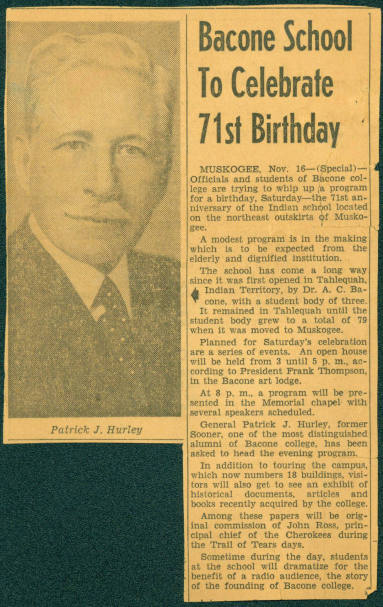 Bacone School
To Celebrate
71st Birthday
MUSKOGEE, Nov. 16—(Special)—
Officials and students of Bacone col-
lege are trying to whip up a program
for a birthday, Saturday—the 71st an-
niversary of the Indian school located
on the northeast outskirts of Musko-
gee.
A modest program is in the making
which is to be expected from the
elderly and dignified institution.
The school has come a long way
since it was first opened in Tahlequah,
Indian Territory, by Dr. A. C. Ba-
cone, with a student body of three.
It remained in Tahlequah until the
student body grew to a total of 79
when it was moved to Muskogee.
Planned for Saturday's celebration
are a series of events. An open house
will be held from 3 until 5 p. m., ac-
cording to President Frank Thompson,
in the Bacone art lodge.
At 8 p. m., a program will be pre-
sented in the Memorial chapel with
several speakers scheduled.
General Patrick J. Hurley, former
Sooner, one of the most distinguished
alumni of Bacone college, has been
asked to head the evening program.
In addition to touring the campus,
which now numbers 18 buildings, visi-
tors will also get to see an exhibit of
historical documents, articles and
books recently acquired by the college.
Among these papers will be orig-
inal commission of John Ross, prin-
cipal chief of the Cherokees during
the Trail of Tears days.
Sometime during the day, students
at the school will dramatize for the
benefit of a radio audience, the story
of the founding of Bacone college.
Patrick J. Hurley